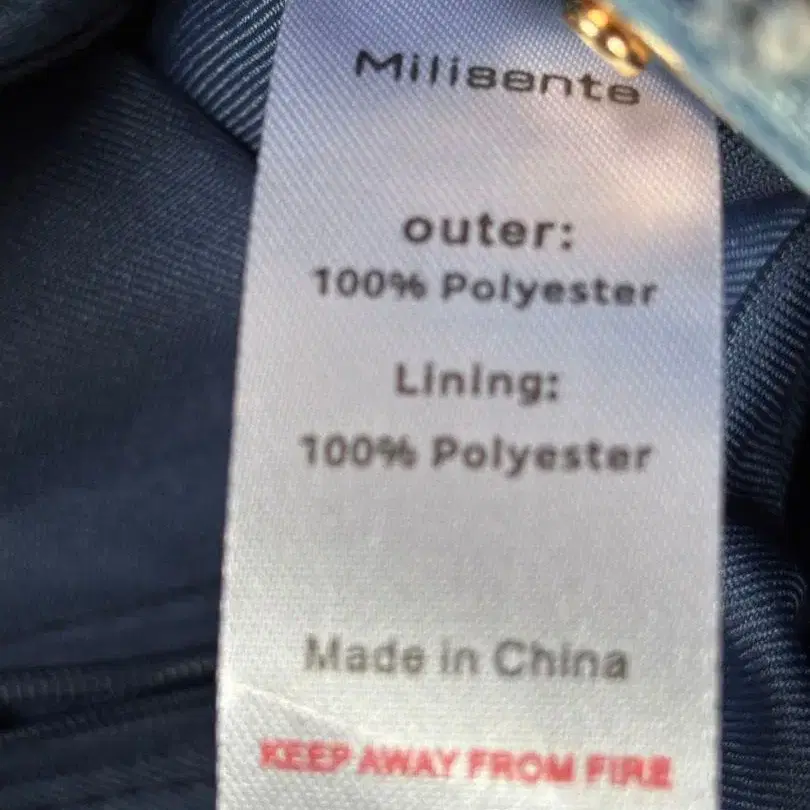 Milisente
outer:
100% Polyester
Lining:
100% Polyester
Made in China
KEEP AWAY FROM FIRE